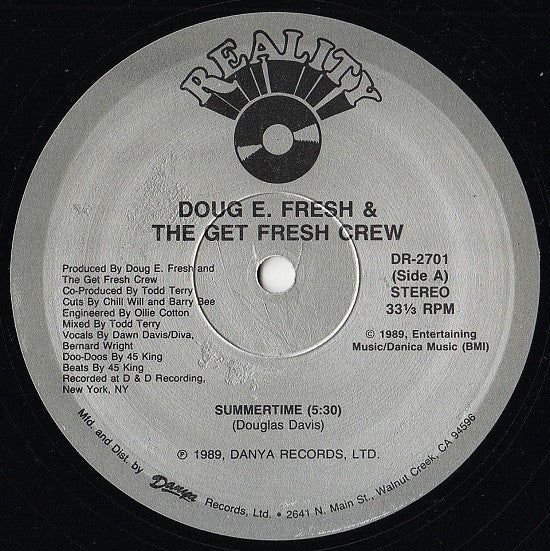 REALITY
DOUG E. FRESH &
THE GET FRESH CREW
Produced By Doug E. Fresh and
The Get Fresh Crew
Co-Produced By Todd Terry
Cuts By Chill Will and Barry Bee
Engineered By Ollie Cotton
Mixed By Todd Terry
Vocals By Dawn Davis/Diva,
Bernard Wright
Doo-Doos By 45 King
Beats By 45 King
Recorded at D & D Recording,
New York, NY
DR-2701
(Side A)
STEREO
33⅓ RPM
© 1989, Entertaining
Music/Danica Music (BMI)
SUMMERTIME (5:30)
(Douglas Davis)
℗ 1989, DANYA RECORDS, LTD.
Mfd. and Dist. by Danya Records, Ltd. • 2641 N. Main St., Walnut Creek, CA 94596